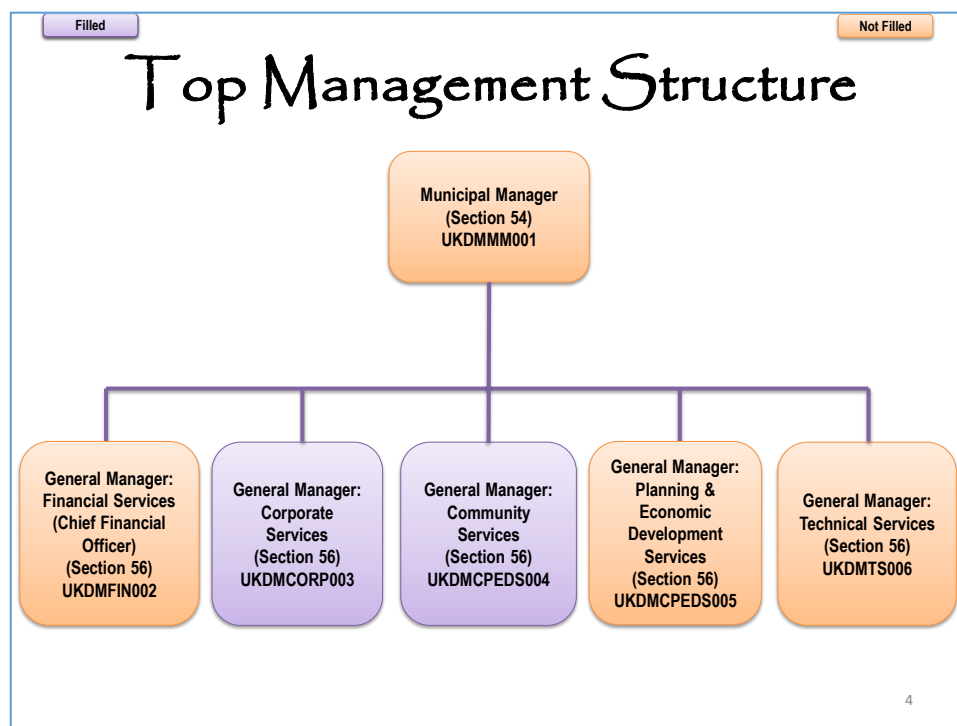 Filled
Not Filled
Top Management Structure
Municipal Manager
(Section 54)
UKDMMM001
General Manager:
Financial Services
(Chief Financial
Officer)
(Section 56)
UKDMFIN002
General Manager:
Corporate
Services
(Section 56)
UKDMCORP003
General Manager:
Community
Services
(Section 56)
UKDMCPEDS004
General Manager:
Planning &
Economic
Development
Services
(Section 56)
UKDMCPEDS005
General Manager:
Technical Services
(Section 56)
UKDMTS006
4